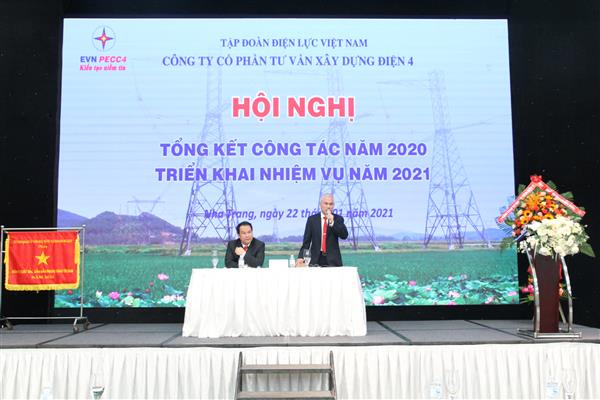 TẬP ĐOÀN ĐIỆN LỰC VIỆT NAM
CÔNG TY CỔ PHẦN TƯ VẤN XÂY DỰNG ĐIỆN 4
EVN PECC4
Kiến tạo niềm tin
HỘI NGHỊ
TỔNG KẾT CÔNG TÁC NĂM 2020
TRIỂN KHAI NHIỆM VỤ NĂM 2021
Nha Trang, ngày 22 01 năm 2021